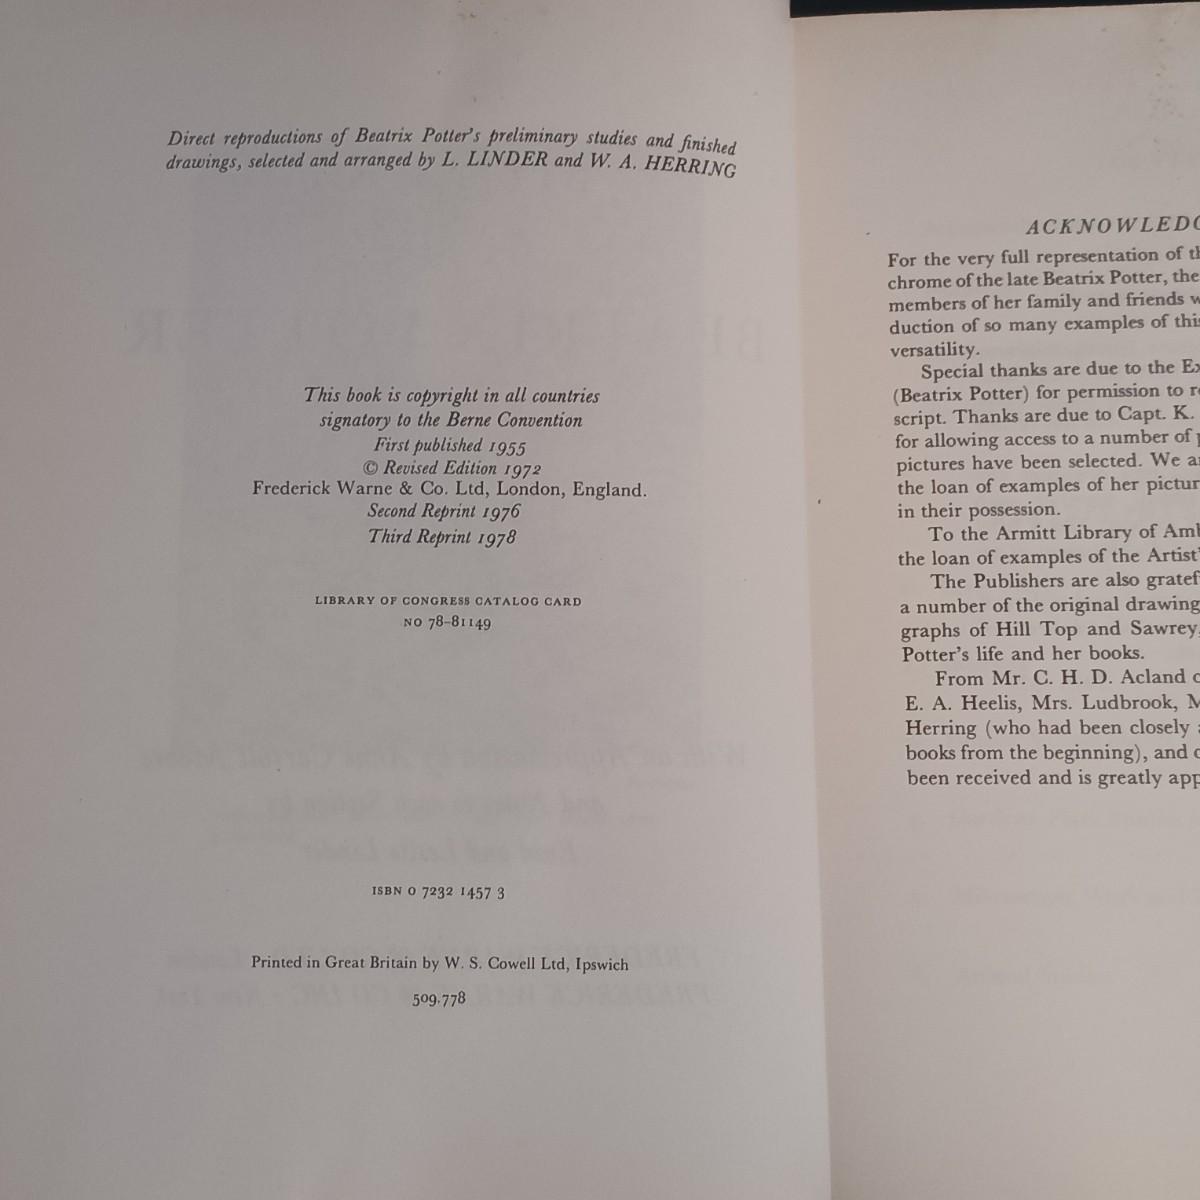 Direct reproductions of Beatrix Potter's preliminary studies and finished
drawings, selected and arranged by L. LINDER and W. A. HERRING
This book is copyright in all countries
signatory to the Berne Convention
First published 1955
© Revised Edition 1972
Frederick Warne & Co. Ltd, London, England.
Second Reprint 1976
Third Reprint 1978
LIBRARY OF CONGRESS CATALOG CARD
NO 78-81149
ISBN 0 7232 1457 3
Printed in Great Britain by W. S. Cowell Ltd, Ipswich
509.778
ACKNOWLEDG
For the very full representation of th
chrome of the late Beatrix Potter, the
members of her family and friends w
duction of so many examples of this
versatility.
Special thanks are due to the Ex
(Beatrix Potter) for permission to re
script. Thanks are due to Capt. K.
for allowing access to a number of p
pictures have been selected. We a
the loan of examples of her pictur
in their possession.
To the Armitt Library of Amb
the loan of examples of the Artist'
The Publishers are also gratef
a number of the original drawing
graphs of Hill Top and Sawrey,
Potter's life and her books.
From Mr. C. H. D. Acland o
E. A. Heelis, Mrs. Ludbrook, M
Herring (who had been closely a
books from the beginning), and o
been received and is greatly app